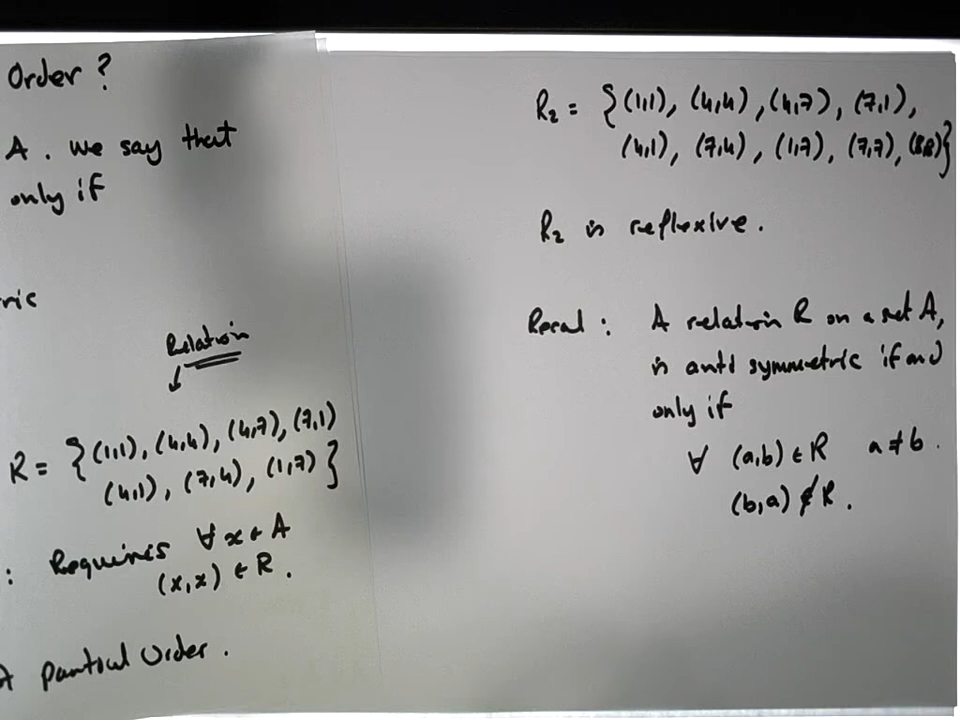 Order ?
A . we say that
only if
ric
Relation
R = {(1,1), (4,4), (4,7), (7,1)
(4,1), (7,4), (1,7)}
: Requires ∀ x ∈ A
(x,x) ∈ R .
partial Order .
R₂ = {(1,1), (4,4), (4,7), (7,1),
(4,1), (7,4), (1,7), (7,7), (8,8)}
R₂ is reflexive .
Recal : A relation R on a set A,
is anti symmetric if and
only if
∀ (a,b) ∈ R a ≠ b .
(b,a) ∉ R .